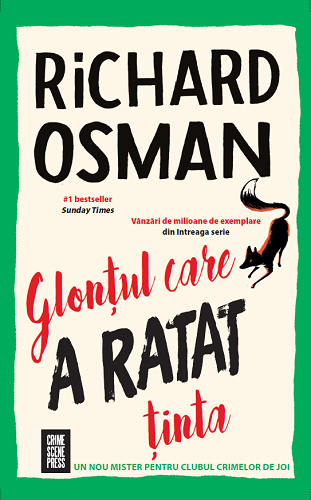 RiCHARD
OSMAN
#1 bestseller
Sunday Times
Vânzări de milioane de exemplare
din întreaga serie
Glonțul care
A RATAT
ținta
CRIME
SCENE
PRESS
UN NOU MISTER PENTRU CLUBUL CRIMELOR DE JOI